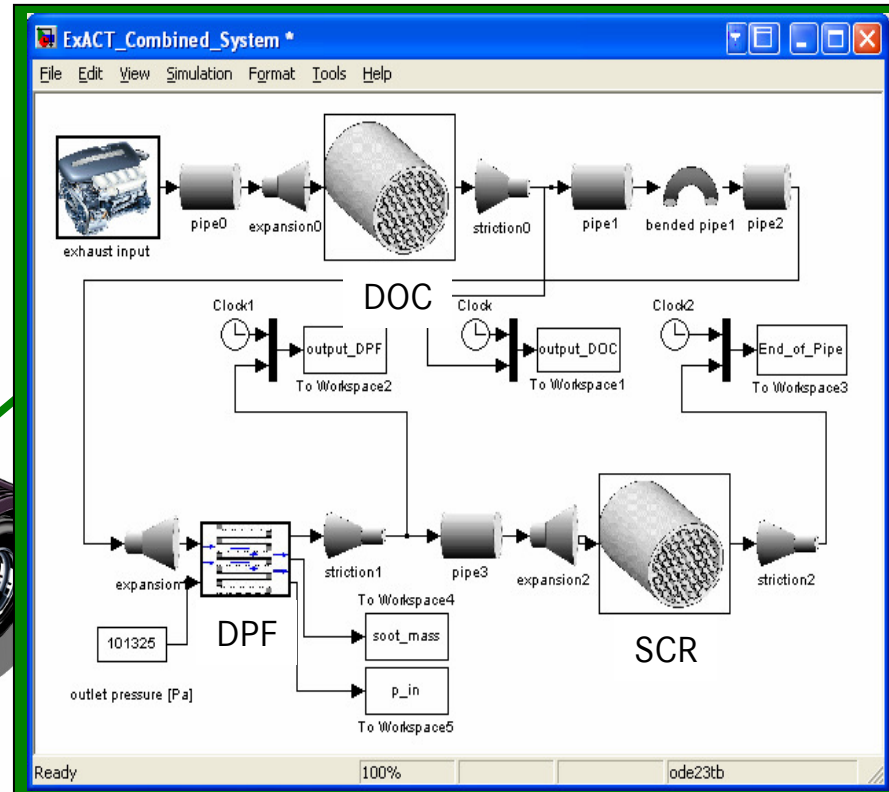 ExACT_Combined_System *
File Edit View Simulation Format Tools Help
exhaust input
pipe0
expansion0
DOC
striction0
pipe1
bended pipe1
pipe2
Clock1
output_DPF
To Workspace2
Clock
output_DOC
To Workspace1
Clock2
End_of_Pipe
To Workspace3
expansion
DPF
striction1
pipe3
expansion2
SCR
striction2
101325
outlet pressure [Pa]
To Workspace4
soot_mass
p_in
To Workspace5
Ready 100% ode23tb